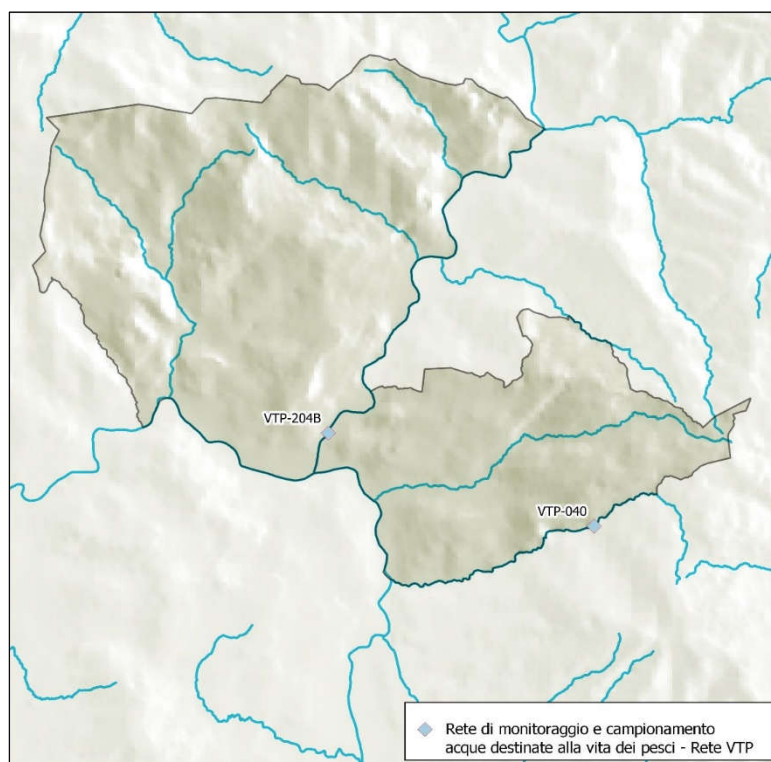 VTP-204B
VTP-040
Rete di monitoraggio e campionamento
acque destinate alla vita dei pesci - Rete VTP